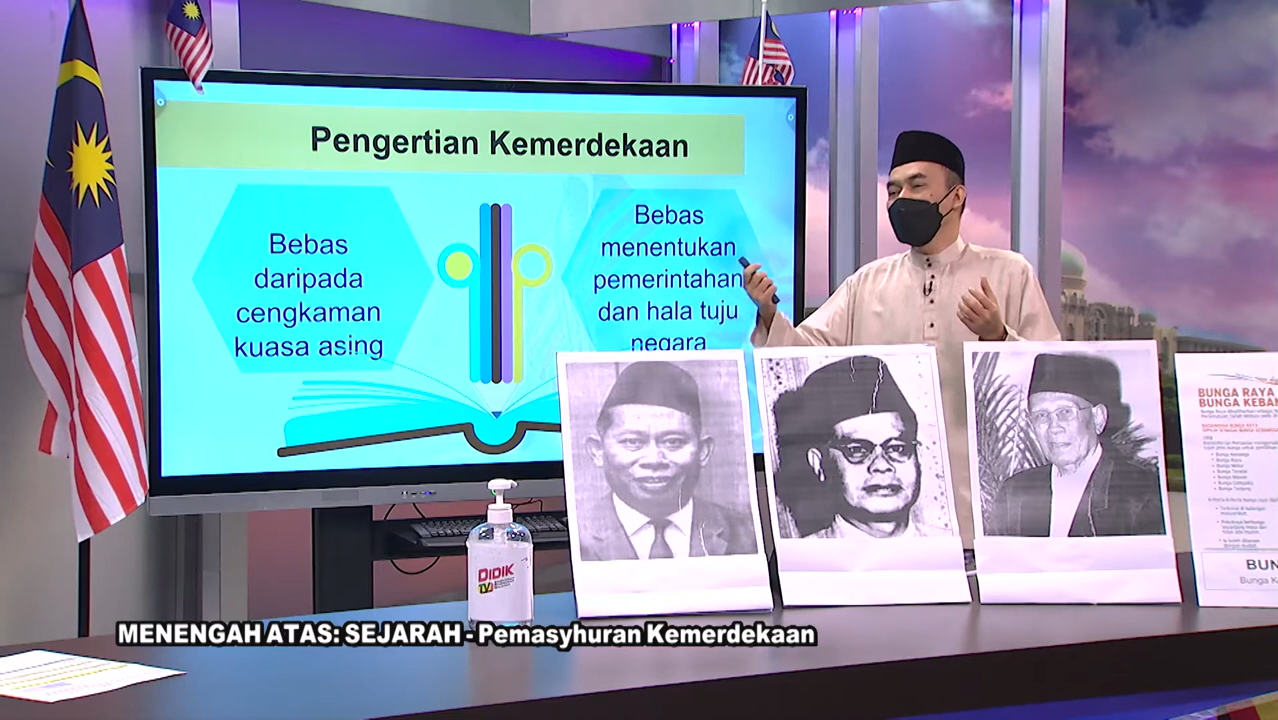 Pengertian Kemerdekaan
Bebas
daripada
cengkaman
kuasa asing
Bebas
menentukan
pemerintahan
dan hala tuju
negara
DIDIK
TV
BUNGA RAYA
BUNGA KEBAN
BUN
Bunga K
MENENGAH ATAS: SEJARAH - Pemasyhuran Kemerdekaan